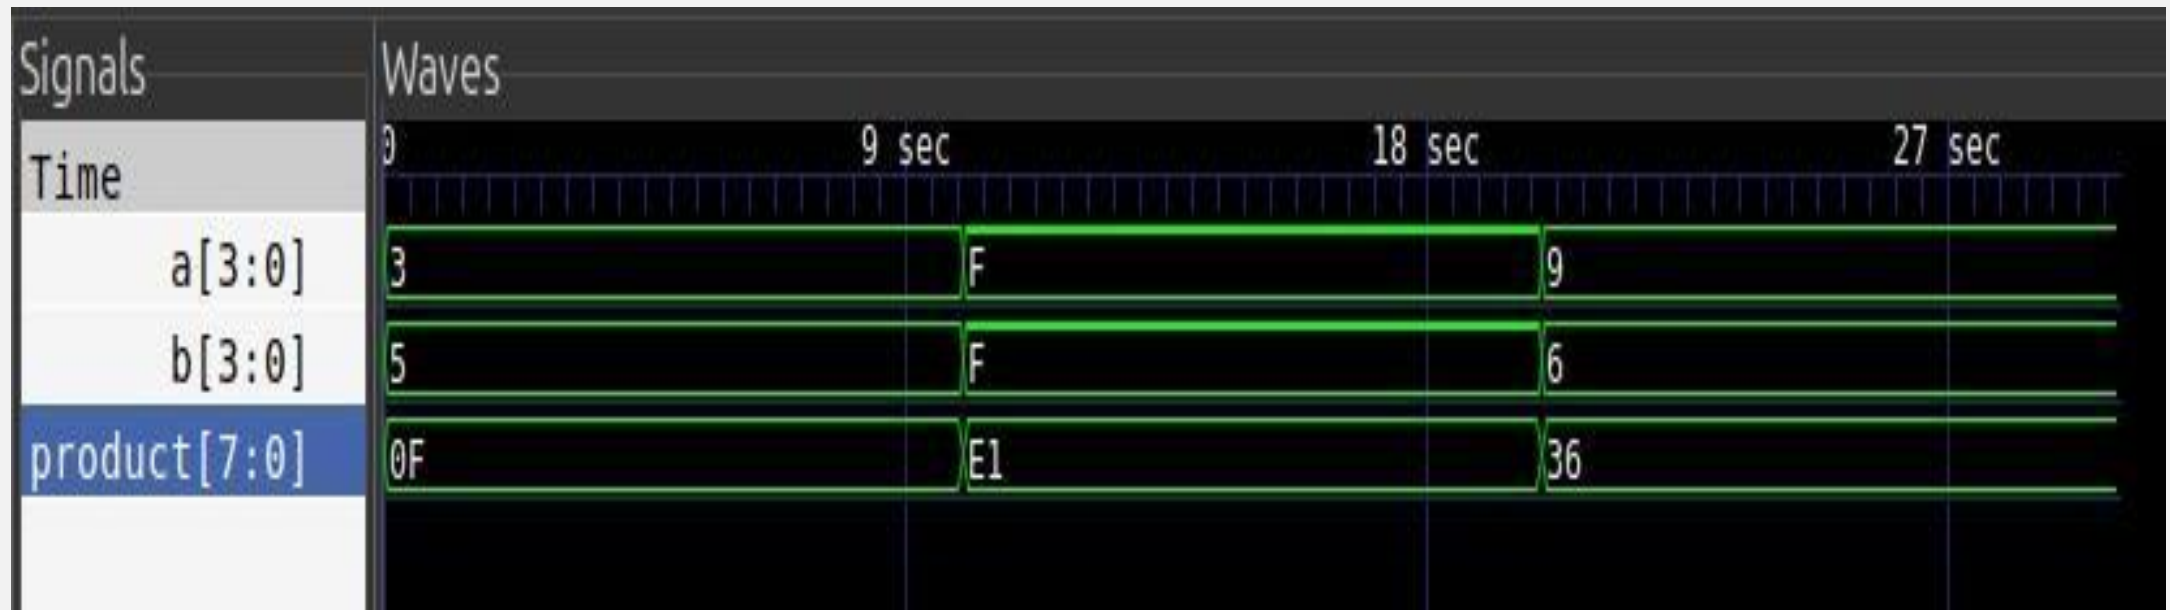 Signals
Waves
Time
0 9 sec 18 sec 27 sec
a[3:0] 3 F 9
b[3:0] 5 F 6
product[7:0] 0F E1 36